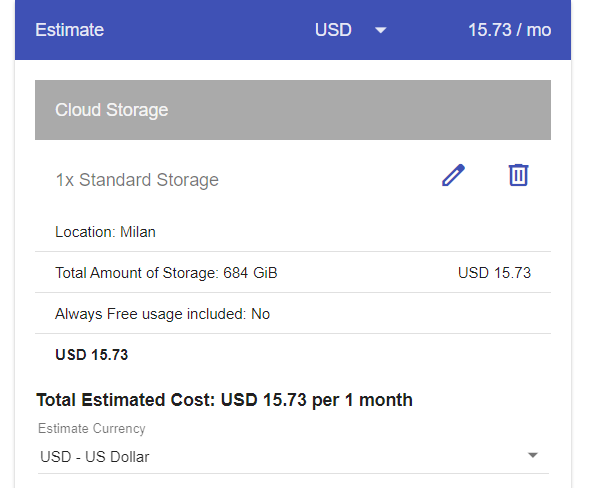 Estimate USD 15.73 / mo
Cloud Storage
1x Standard Storage
Location: Milan
Total Amount of Storage: 684 GiB USD 15.73
Always Free usage included: No
USD 15.73
Total Estimated Cost: USD 15.73 per 1 month
Estimate Currency
USD - US Dollar